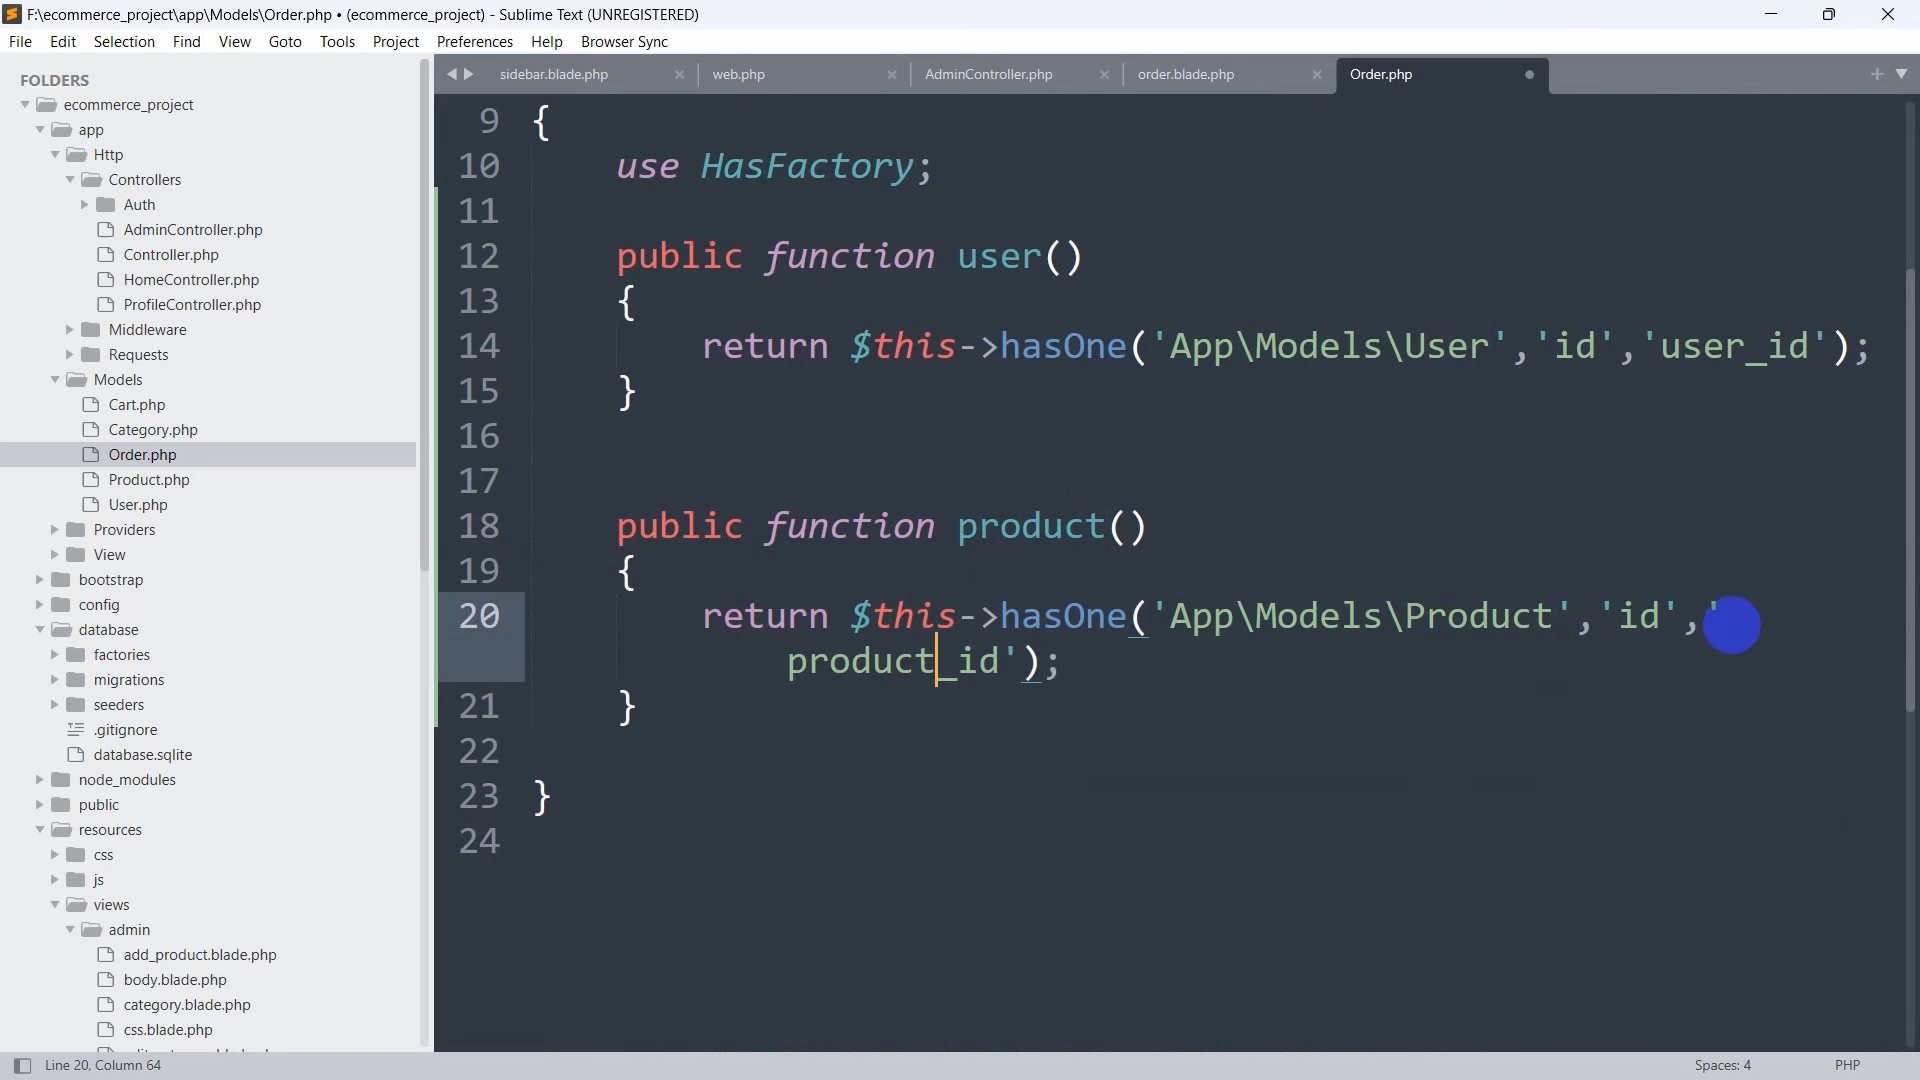 F:\ecommerce_project\app\Models\Order.php • (ecommerce_project) - Sublime Text (UNREGISTERED)
File Edit Selection Find View Goto Tools Project Preferences Help Browser Sync
FOLDERS
ecommerce_project
app
Http
Controllers
Auth
AdminController.php
Controller.php
HomeController.php
ProfileController.php
Middleware
Requests
Models
Cart.php
Category.php
Order.php
Product.php
User.php
Providers
View
bootstrap
config
database
factories
migrations
seeders
.gitignore
database.sqlite
node_modules
public
resources
css
js
views
admin
add_product.blade.php
body.blade.php
category.blade.php
css.blade.php
sidebar.blade.php web.php AdminController.php order.blade.php Order.php
9 {
10 use HasFactory;
11
12 public function user()
13 {
14 return $this->hasOne('App\Models\User','id','user_id');
15 }
16
17
18 public function product()
19 {
20 return $this->hasOne('App\Models\Product','id','
product_id');
21 }
22
23 }
24
Line 20, Column 64 Spaces: 4 PHP